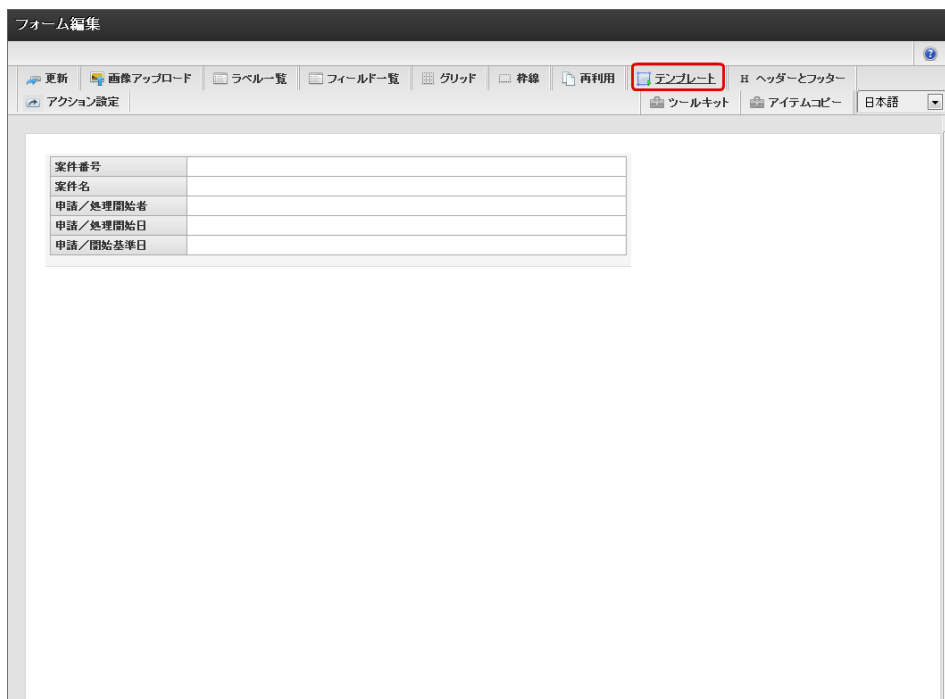 フォーム編集
更新 画像アップロード ラベル一覧 フィールド一覧 グリッド 枠線 再利用 テンプレート H ヘッダーとフッター
アクション設定 ツールキット アイテムコピー 日本語
案件番号
案件名
申請／処理開始者
申請／処理開始日
申請／開始基準日